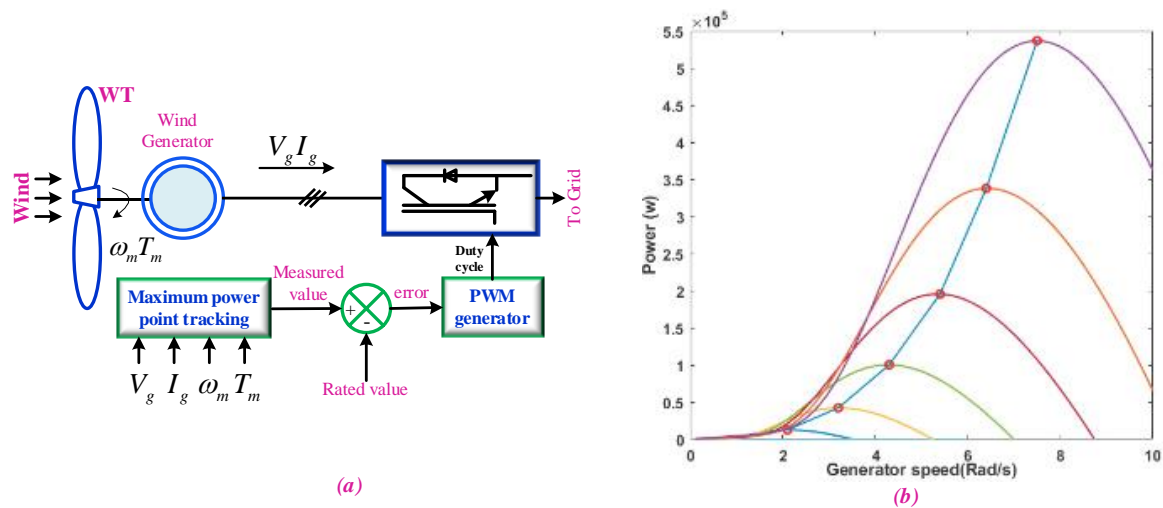 WT
Wind
Generator
V_g I_g
Wind
ω_m T_m
To Grid
Duty
cycle
Measured
value
Maximum power
point tracking
+
-
error
PWM
generator
V_g I_g ω_m T_m
Rated value
(a)
×10^5
5.5
5
4.5
4
3.5
3
2.5
2
1.5
1
0.5
0
Power (w)
0 2 4 6 8 10
Generator speed(Rad/s)
(b)